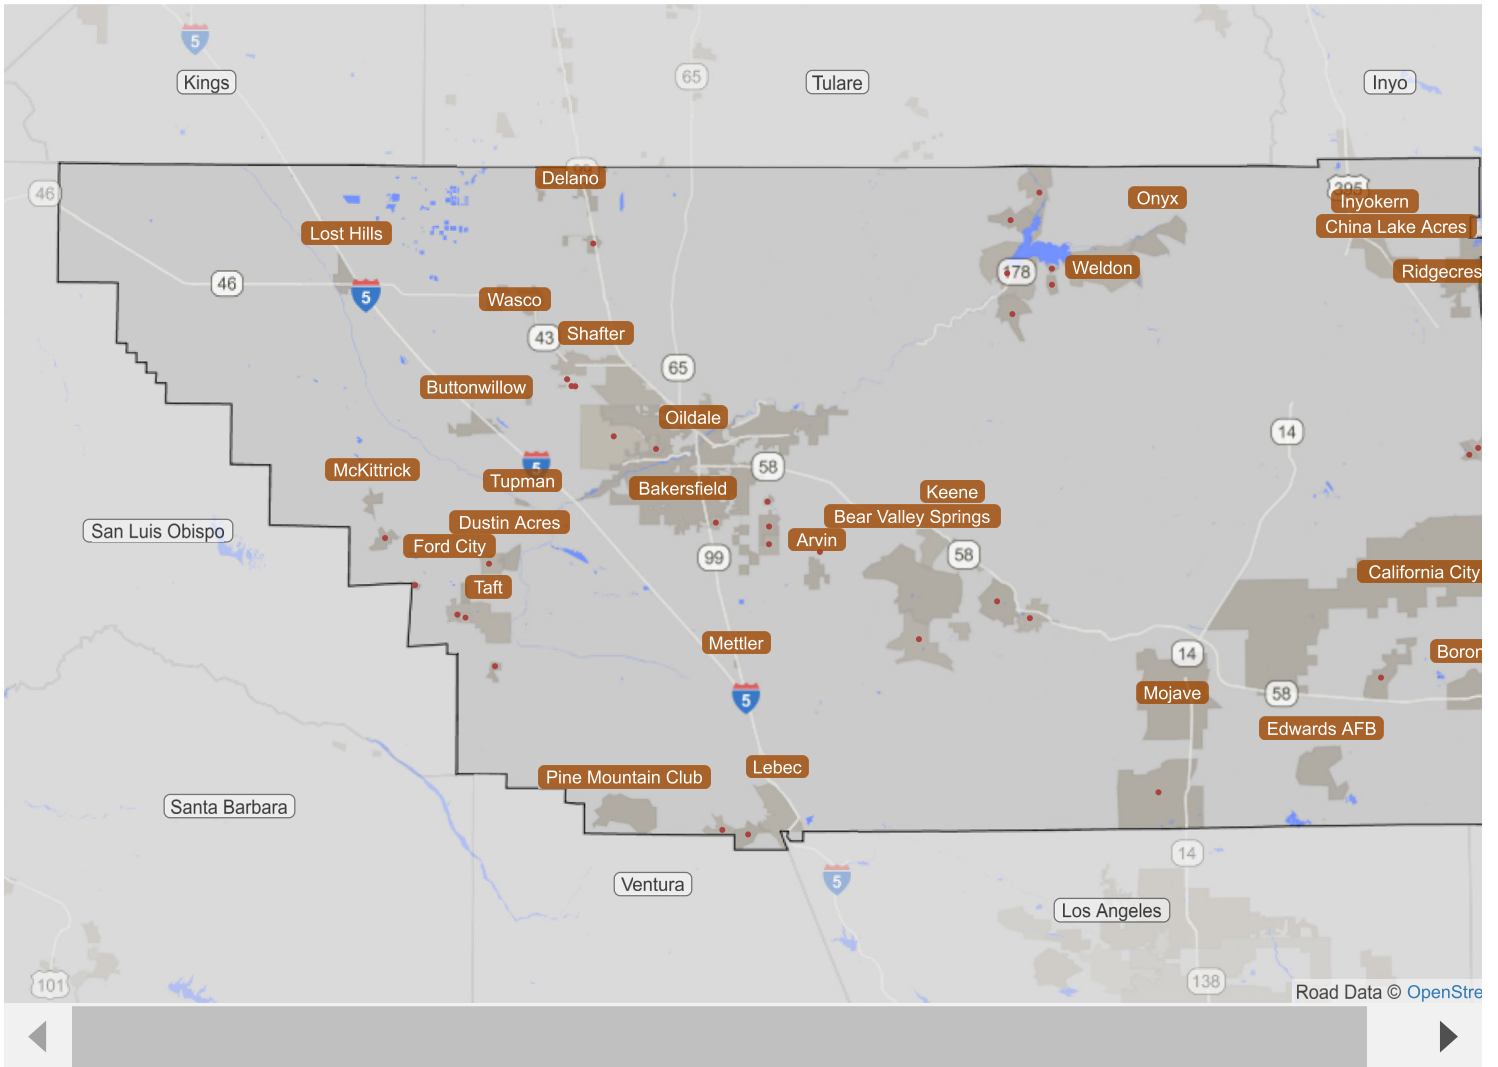 5
Kings
65
Tulare
Inyo
99
Delano
46
Lost Hills
Onyx
395
Inyokern
China Lake Acres
178
Weldon
Ridgecres
46
5
Wasco
43
Shafter
65
Buttonwillow
Oildale
14
McKittrick
5
Tupman
58
Bakersfield
Keene
Bear Valley Springs
San Luis Obispo
Dustin Acres
Ford City
Arvin
99
58
California City
Taft
Mettler
14
Boron
5
Mojave
58
Edwards AFB
Pine Mountain Club
Lebec
Santa Barbara
Ventura
5
14
Los Angeles
101
138
Road Data © OpenStre